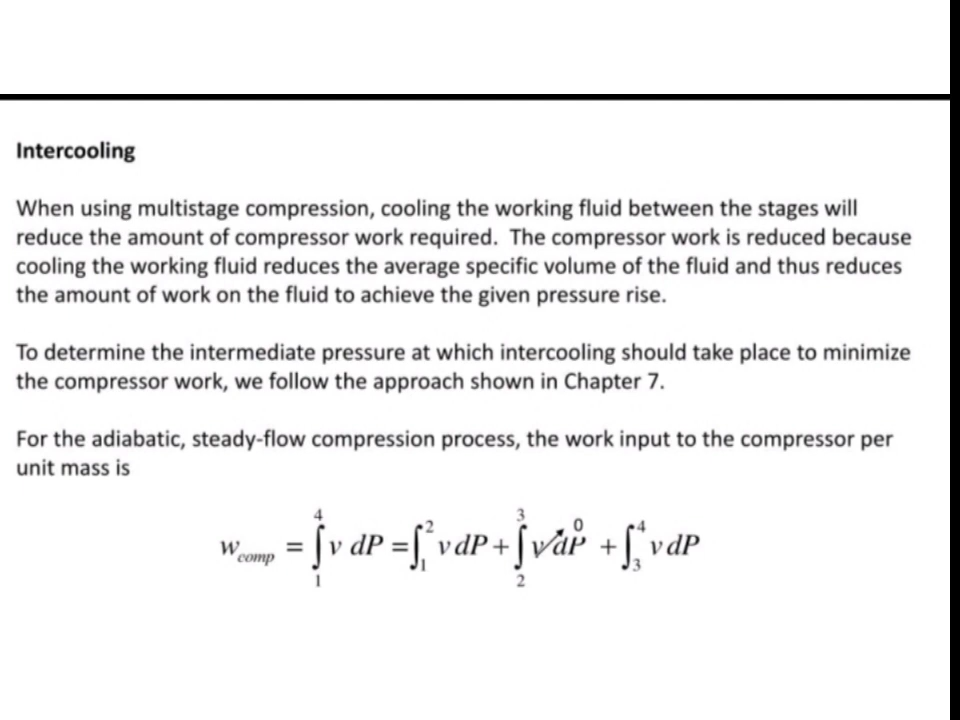 Intercooling
When using multistage compression, cooling the working fluid between the stages will
reduce the amount of compressor work required. The compressor work is reduced because
cooling the working fluid reduces the average specific volume of the fluid and thus reduces
the amount of work on the fluid to achieve the given pressure rise.
To determine the intermediate pressure at which intercooling should take place to minimize
the compressor work, we follow the approach shown in Chapter 7.
For the adiabatic, steady-flow compression process, the work input to the compressor per
unit mass is
w_comp = ∫₁⁴ v dP = ∫₁² v dP + ∫₂³ v dP 0 + ∫₃⁴ v dP